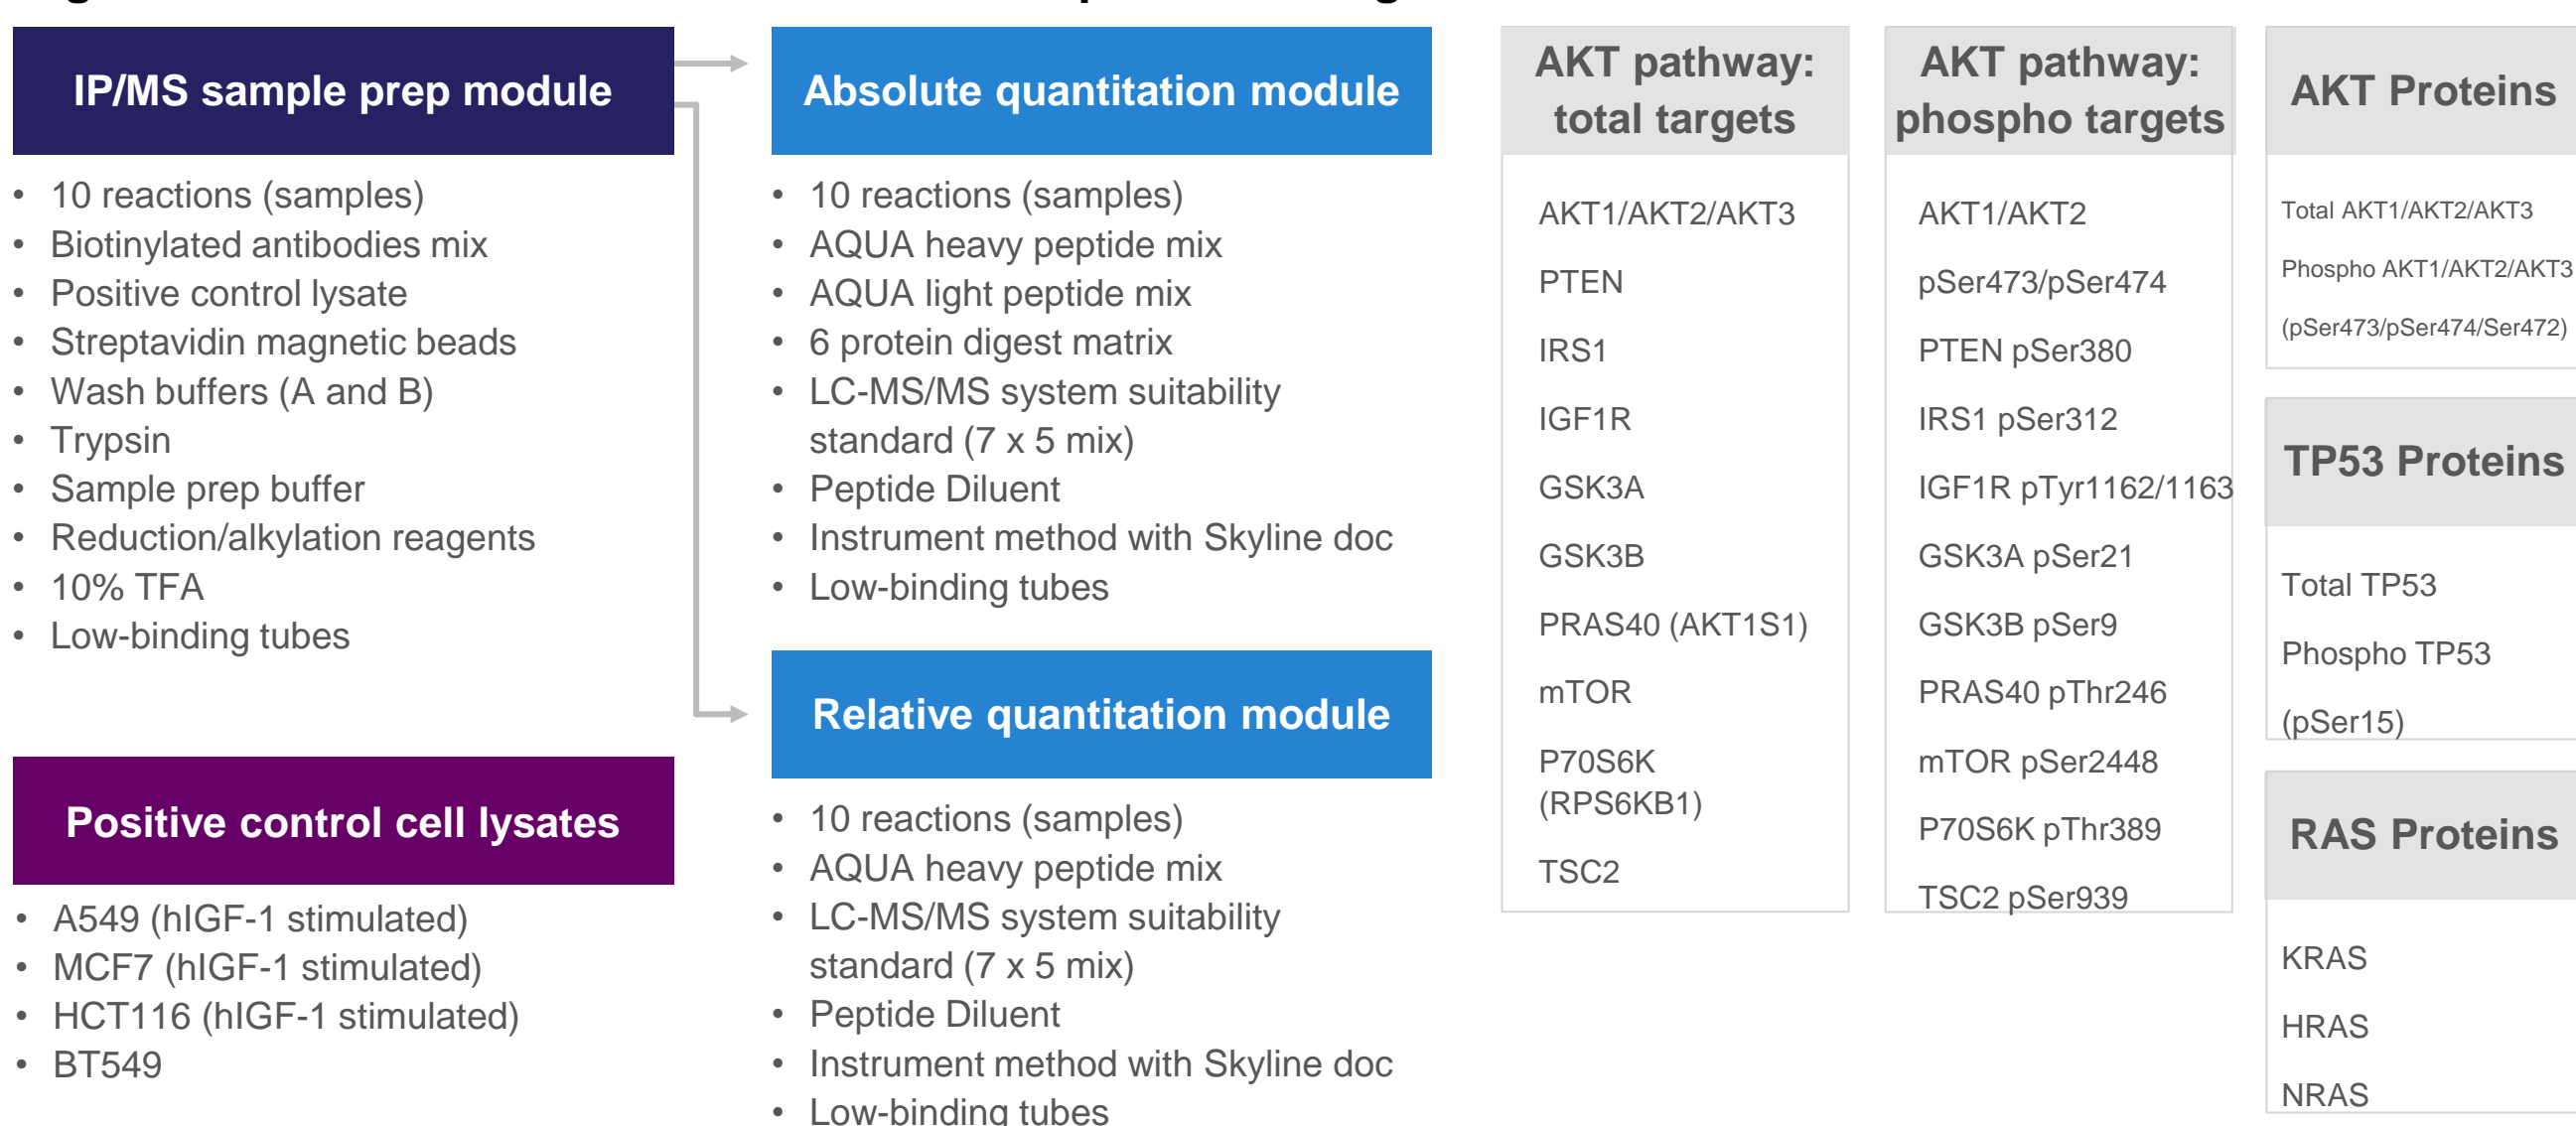 IP/MS sample prep module
• 10 reactions (samples)
• Biotinylated antibodies mix
• Positive control lysate
• Streptavidin magnetic beads
• Wash buffers (A and B)
• Trypsin
• Sample prep buffer
• Reduction/alkylation reagents
• 10% TFA
• Low-binding tubes
Positive control cell lysates
• A549 (hIGF-1 stimulated)
• MCF7 (hIGF-1 stimulated)
• HCT116 (hIGF-1 stimulated)
• BT549
Absolute quantitation module
• 10 reactions (samples)
• AQUA heavy peptide mix
• AQUA light peptide mix
• 6 protein digest matrix
• LC-MS/MS system suitability
standard (7 x 5 mix)
• Peptide Diluent
• Instrument method with Skyline doc
• Low-binding tubes
Relative quantitation module
• 10 reactions (samples)
• AQUA heavy peptide mix
• LC-MS/MS system suitability
standard (7 x 5 mix)
• Peptide Diluent
• Instrument method with Skyline doc
• Low-binding tubes
AKT pathway:
total targets
AKT1/AKT2/AKT3
PTEN
IRS1
IGF1R
GSK3A
GSK3B
PRAS40 (AKT1S1)
mTOR
P70S6K
(RPS6KB1)
TSC2
AKT pathway:
phospho targets
AKT1/AKT2
pSer473/pSer474
PTEN pSer380
IRS1 pSer312
IGF1R pTyr1162/1163
GSK3A pSer21
GSK3B pSer9
PRAS40 pThr246
mTOR pSer2448
P70S6K pThr389
TSC2 pSer939
AKT Proteins
Total AKT1/AKT2/AKT3
Phospho AKT1/AKT2/AKT3
(pSer473/pSer474/Ser472)
TP53 Proteins
Total TP53
Phospho TP53
(pSer15)
RAS Proteins
KRAS
HRAS
NRAS